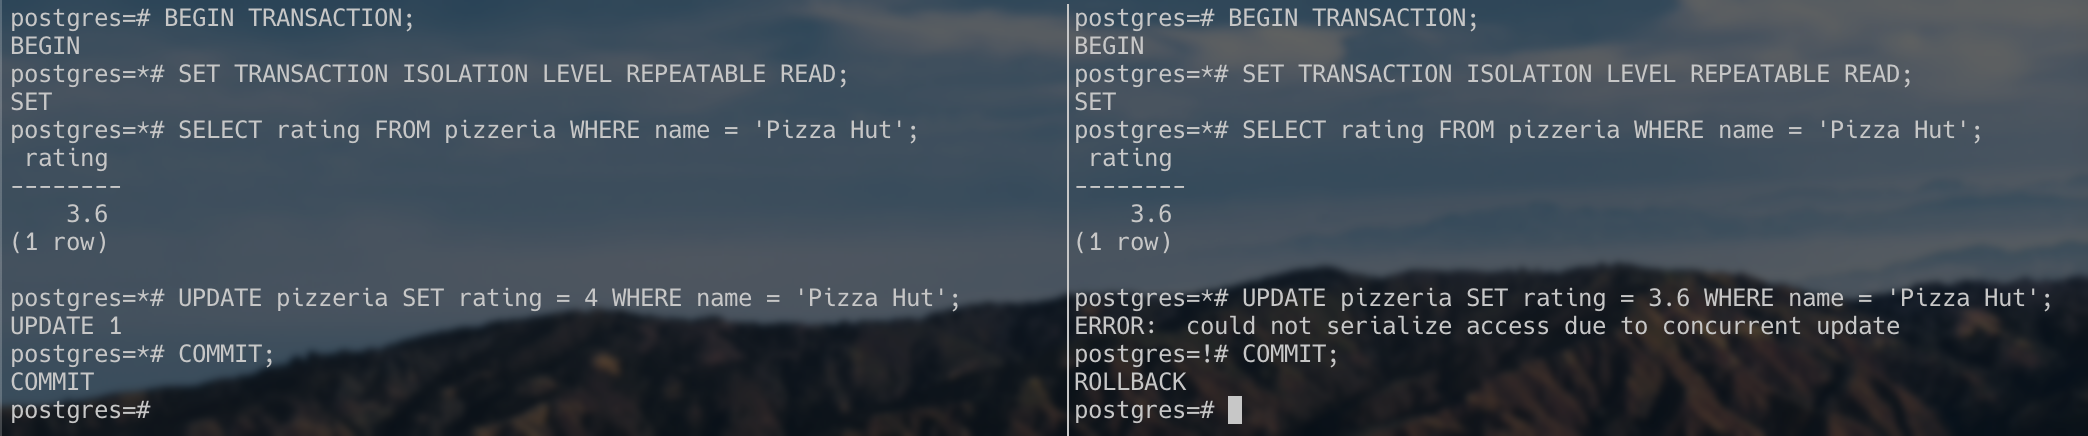 postgres=# BEGIN TRANSACTION;
BEGIN
postgres=*# SET TRANSACTION ISOLATION LEVEL REPEATABLE READ;
SET
postgres=*# SELECT rating FROM pizzeria WHERE name = 'Pizza Hut';
 rating
--------
    3.6
(1 row)

postgres=*# UPDATE pizzeria SET rating = 4 WHERE name = 'Pizza Hut';
UPDATE 1
postgres=*# COMMIT;
COMMIT
postgres=#
postgres=# BEGIN TRANSACTION;
BEGIN
postgres=*# SET TRANSACTION ISOLATION LEVEL REPEATABLE READ;
SET
postgres=*# SELECT rating FROM pizzeria WHERE name = 'Pizza Hut';
 rating
--------
    3.6
(1 row)

postgres=*# UPDATE pizzeria SET rating = 3.6 WHERE name = 'Pizza Hut';
ERROR:  could not serialize access due to concurrent update
postgres=!# COMMIT;
ROLLBACK
postgres=#